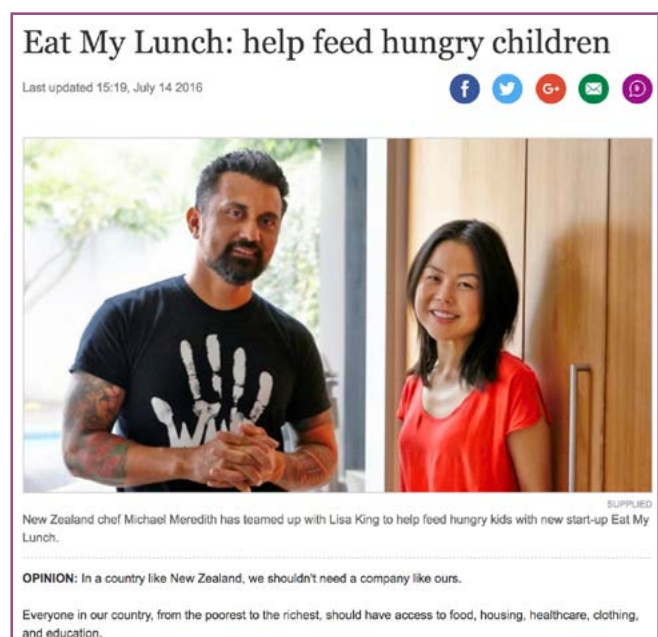 Eat My Lunch: help feed hungry children
Last updated 15:19, July 14 2016
f
G+
9
SUPPLIED
New Zealand chef Michael Meredith has teamed up with Lisa King to help feed hungry kids with new start-up Eat My
Lunch.
OPINION: In a country like New Zealand, we shouldn't need a company like ours.
Everyone in our country, from the poorest to the richest, should have access to food, housing, healthcare, clothing,
and education.